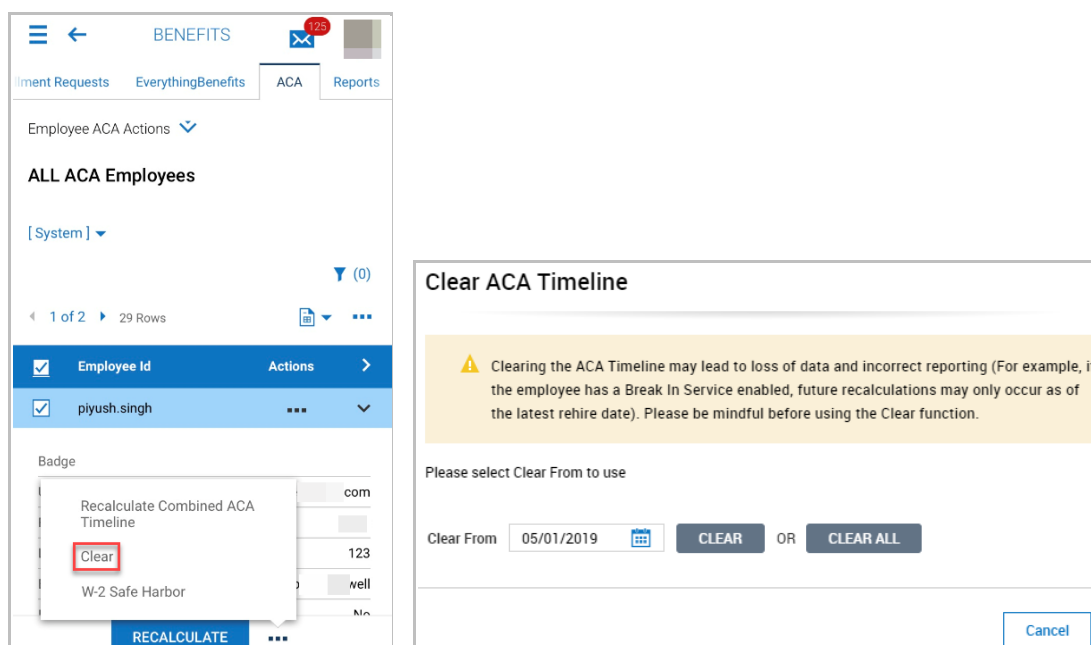 BENEFITS
125
llment Requests EverythingBenefits ACA Reports
Employee ACA Actions
ALL ACA Employees
[ System ]
(0)
1 of 2 29 Rows
Employee Id Actions
piyush.singh
Badge
com
Recalculate Combined ACA
Timeline
Clear
123
W-2 Safe Harbor
well
No
RECALCULATE
Clear ACA Timeline
Clearing the ACA Timeline may lead to loss of data and incorrect reporting (For example, i
the employee has a Break In Service enabled, future recalculations may only occur as of
the latest rehire date). Please be mindful before using the Clear function.
Please select Clear From to use
Clear From 05/01/2019 CLEAR OR CLEAR ALL
Cancel